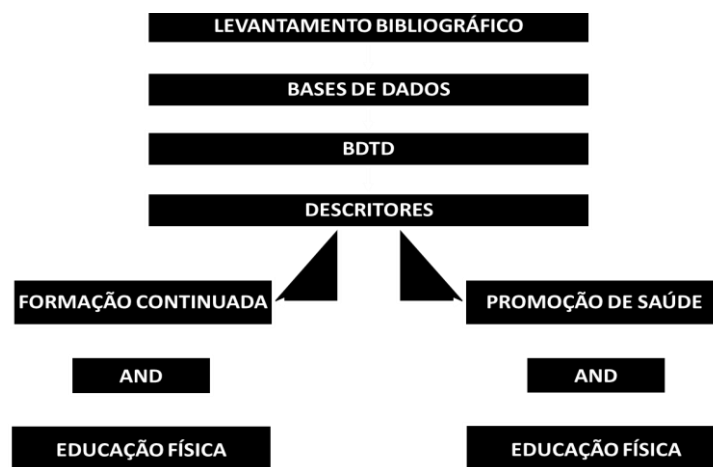 LEVANTAMENTO BIBLIOGRÁFICO
BASES DE DADOS
BDTD
DESCRITORES
FORMAÇÃO CONTINUADA
PROMOÇÃO DE SAÚDE
AND
AND
EDUCAÇÃO FÍSICA
EDUCAÇÃO FÍSICA